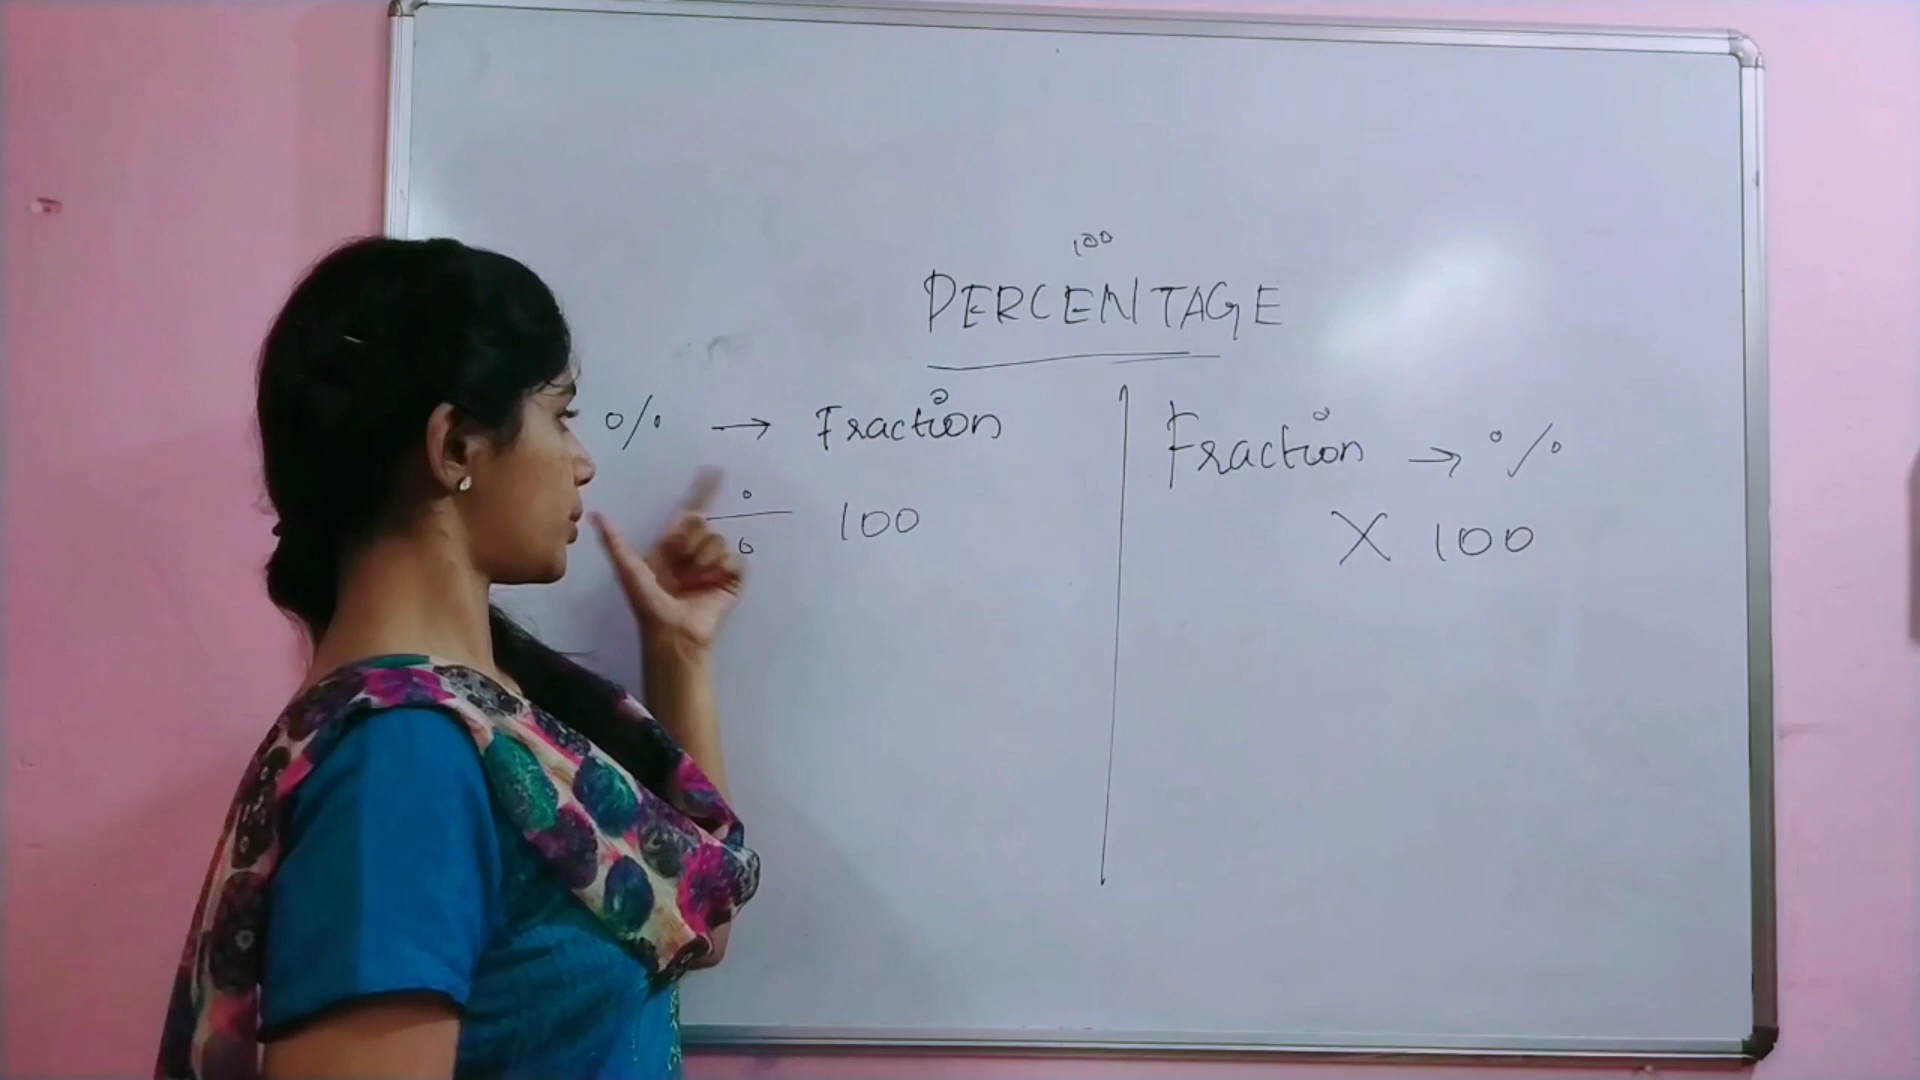 100
PERCENTAGE
% → Fraction
÷ 100
Fraction → %
X 100